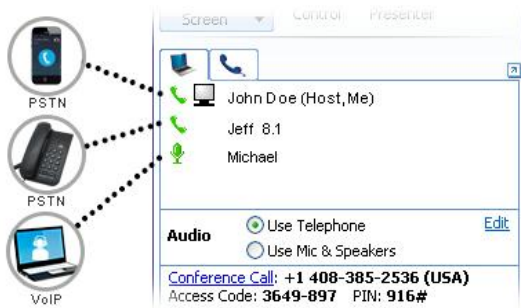 Screen Control Presenter
PSTN
John Doe (Host, Me)
Jeff 8.1
Michael
PSTN
Audio Use Telephone Edit
Use Mic & Speakers
VoIP
Conference Call: +1 408-385-2536 (USA)
Access Code: 3649-897 PIN: 916#